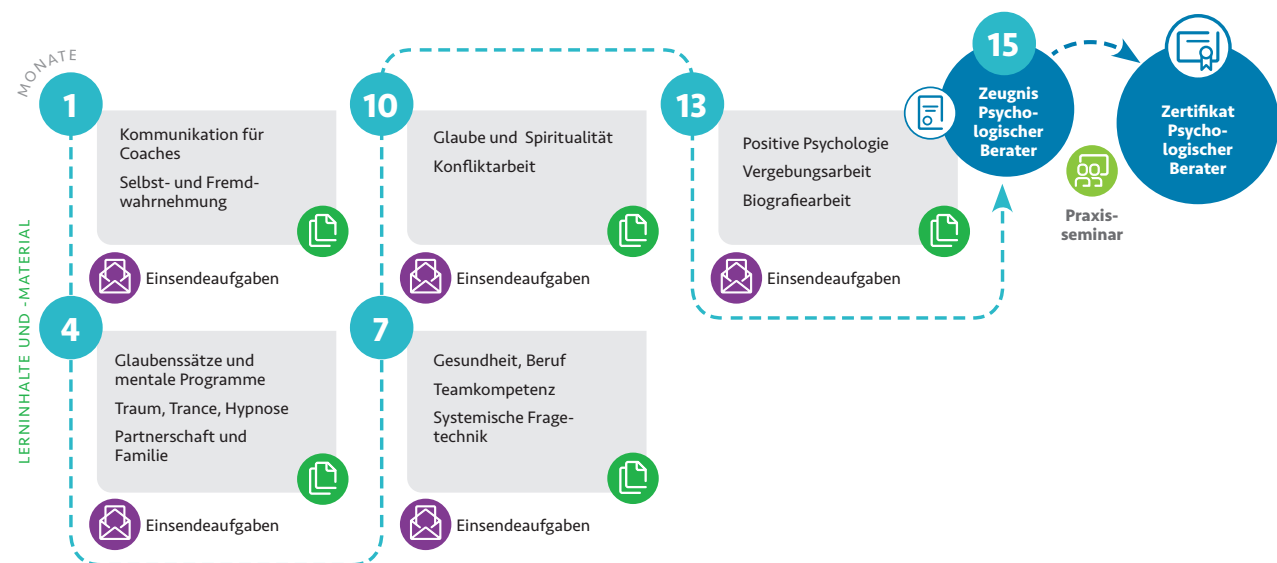 MONATE
LERNINHALTE UND -MATERIAL
1
Kommunikation für
Coaches
Selbst- und Fremd-
wahrnehmung
Einsendeaufgaben
4
Glaubenssätze und
mentale Programme
Traum, Trance, Hypnose
Partnerschaft und
Familie
Einsendeaufgaben
7
Gesundheit, Beruf
Teamkompetenz
Systemische Frage-
technik
Einsendeaufgaben
10
Glaube und Spiritualität
Konfliktarbeit
Einsendeaufgaben
13
Positive Psychologie
Vergebungsarbeit
Biografiearbeit
Einsendeaufgaben
15
Zeugnis
Psycho-
logischer
Berater
Praxis-
seminar
Zertifikat
Psycho-
logischer
Berater